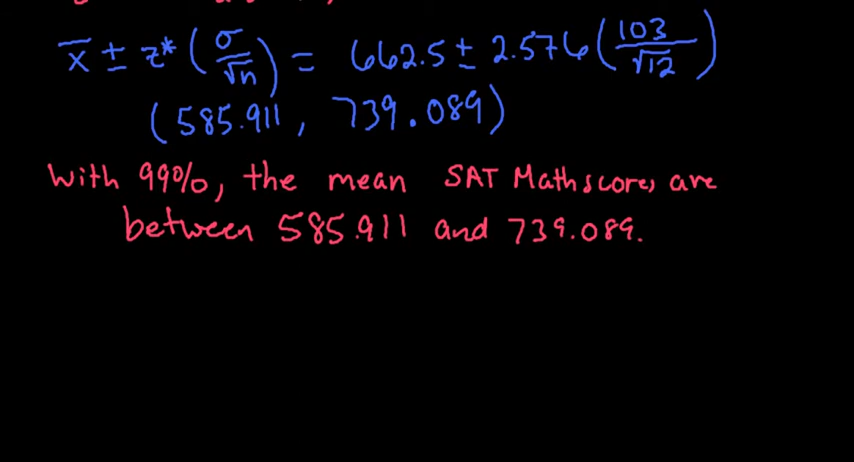 x̄ ± z* (σ/√n) = 662.5 ± 2.576 (103/√12)
(585.911, 739.089)
With 99%, the mean SAT Math scores are
between 585.911 and 739.089.